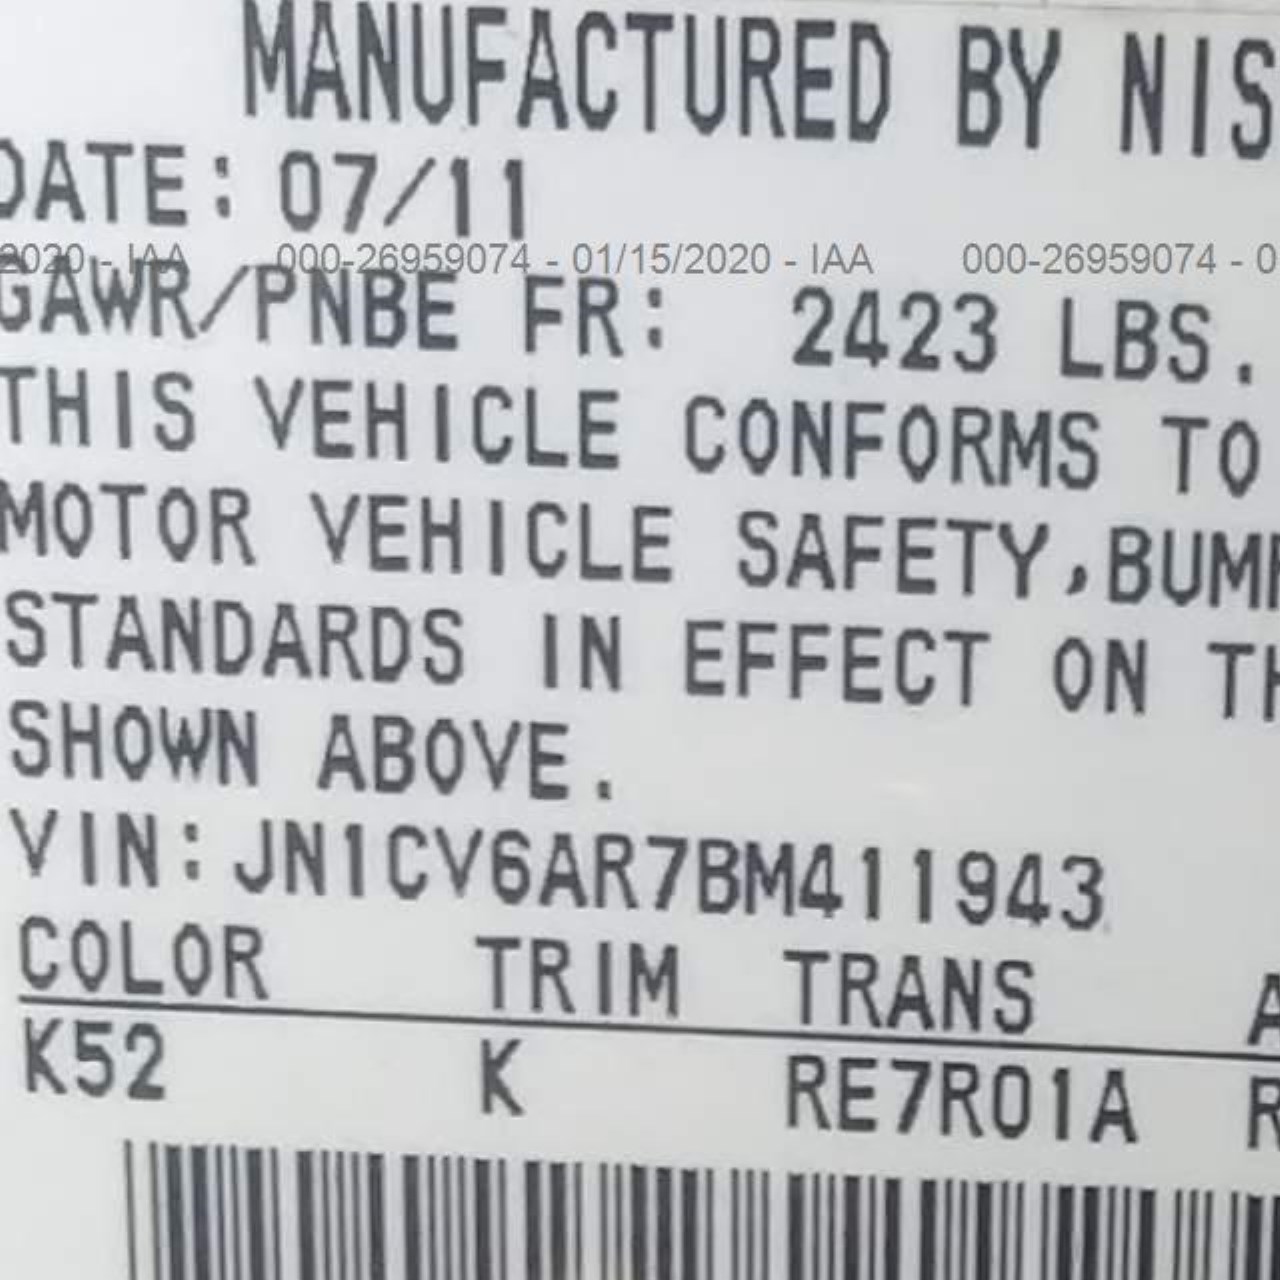 MANUFACTURED BY NIS
DATE: 07/11
2020 - IAA 000-26959074 - 01/15/2020 - IAA 000-26959074 - 0
GAWR/PNBE FR: 2423 LBS.
THIS VEHICLE CONFORMS TO
MOTOR VEHICLE SAFETY,BUMP
STANDARDS IN EFFECT ON TH
SHOWN ABOVE.
VIN:JN1CV6AR7BM411943
COLOR TRIM TRANS A
K52 K RE7R01A R